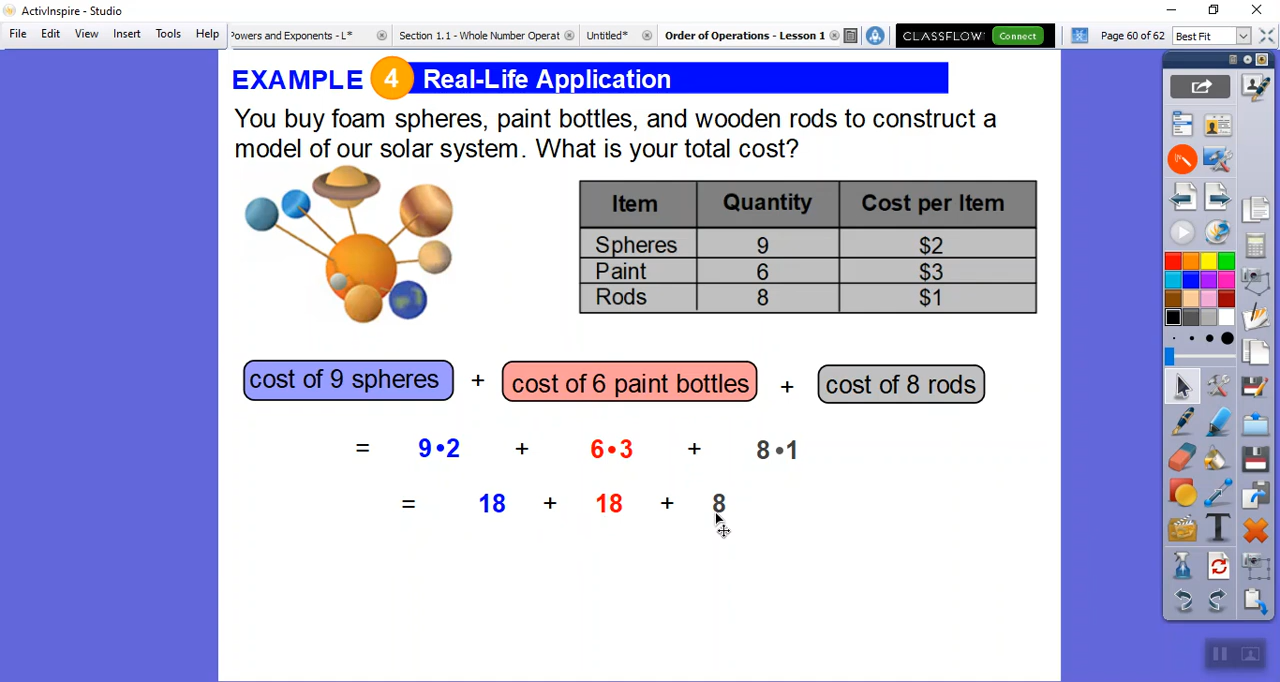 ActivInspire - Studio
File Edit View Insert Tools Help
Powers and Exponents - L* Section 1.1 - Whole Number Operat Untitled* Order of Operations - Lesson 1 CLASSFLOW Connect Page 60 of 62 Best Fit
EXAMPLE 4 Real-Life Application
You buy foam spheres, paint bottles, and wooden rods to construct a
model of our solar system. What is your total cost?
Item Quantity Cost per Item
Spheres 9 $2
Paint 6 $3
Rods 8 $1
cost of 9 spheres + cost of 6 paint bottles + cost of 8 rods
= 9•2 + 6•3 + 8•1
= 18 + 18 + 8